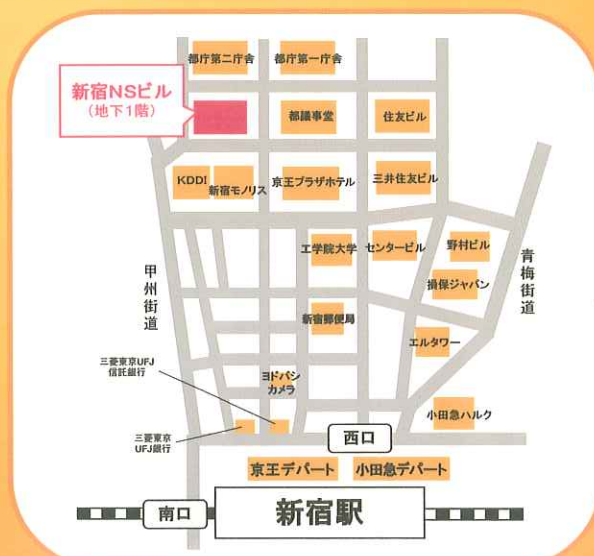 都庁第二庁舎
都庁第一庁舎
新宿NSビル
(地下1階)
都議事堂
住友ビル
KDDI
新宿モノリス
京王プラザホテル
三井住友ビル
工学院大学
センタービル
野村ビル
甲州街道
青梅街道
損保ジャパン
新宿郵便局
エルタワー
三菱東京UFJ
信託銀行
ヨドバシ
カメラ
小田急ハルク
三菱東京
UFJ銀行
西口
京王デパート
小田急デパート
南口
新宿駅